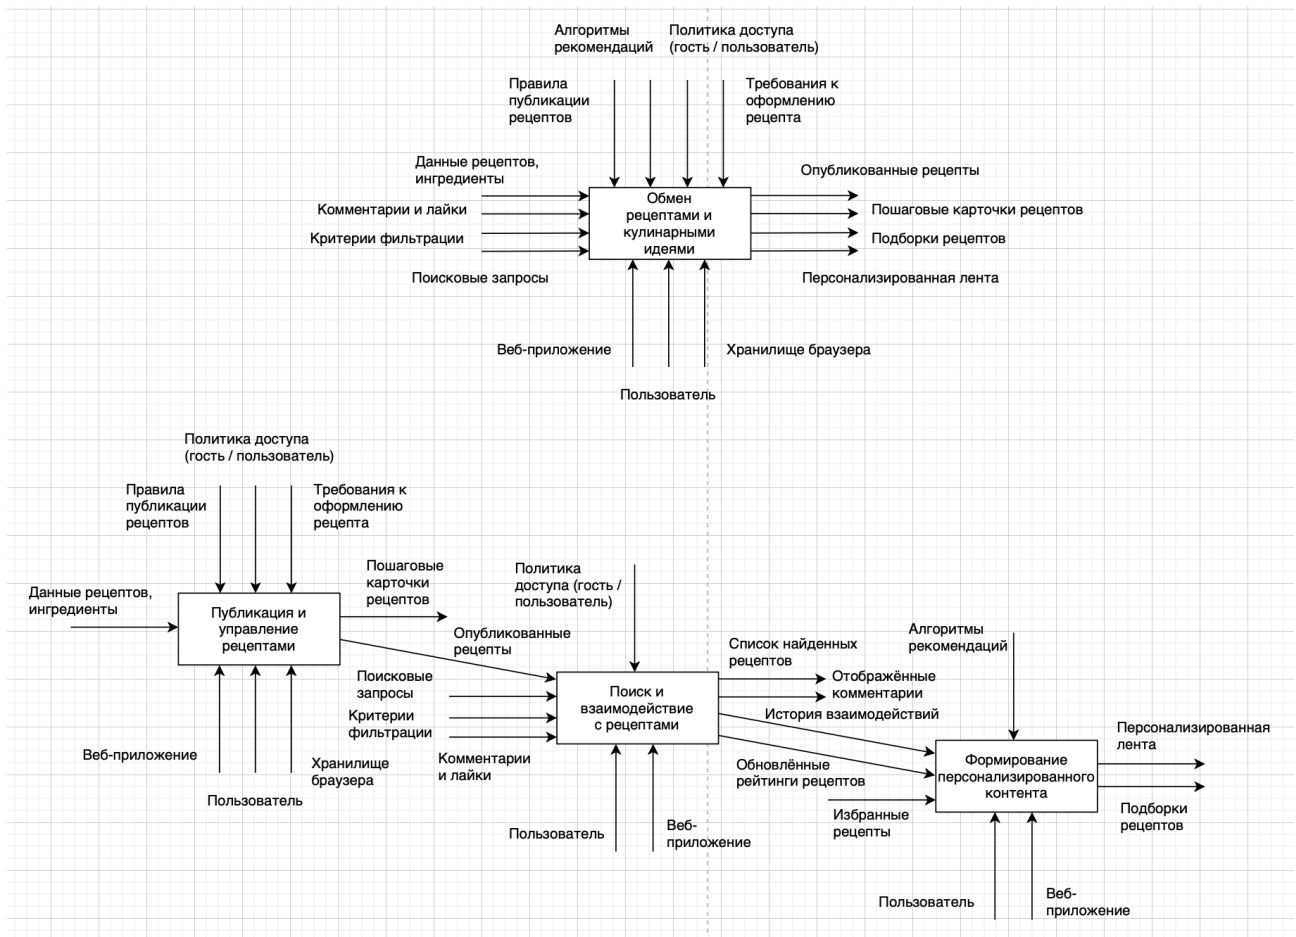 Алгоритмы
рекомендаций
Политика доступа
(гость / пользователь)
Правила
публикации
рецептов
Требования к
оформлению
рецепта
Данные рецептов,
ингредиенты
Комментарии и лайки
Критерии фильтрации
Поисковые запросы
Обмен
рецептами и
кулинарными
идеями
Опубликованные рецепты
Пошаговые карточки рецептов
Подборки рецептов
Персонализированная лента
Веб-приложение
Хранилище браузера
Пользователь
Политика доступа
(гость / пользователь)
Правила
публикации
рецептов
Требования к
оформлению
рецепта
Данные рецептов,
ингредиенты
Публикация и
управление
рецептами
Пошаговые
карточки
рецептов
Опубликованные
рецепты
Веб-приложение
Хранилище
браузера
Пользователь
Политика
доступа (гость /
пользователь)
Поисковые
запросы
Критерии
фильтрации
Комментарии
и лайки
Поиск и
взаимодействие
с рецептами
Список найденных
рецептов
Отображённые
комментарии
История взаимодействий
Обновлённые
рейтинги рецептов
Пользователь
Веб-
приложение
Алгоритмы
рекомендаций
Избранные
рецепты
Формирование
персонализированного
контента
Персонализированная
лента
Подборки
рецептов
Пользователь
Веб-
приложение